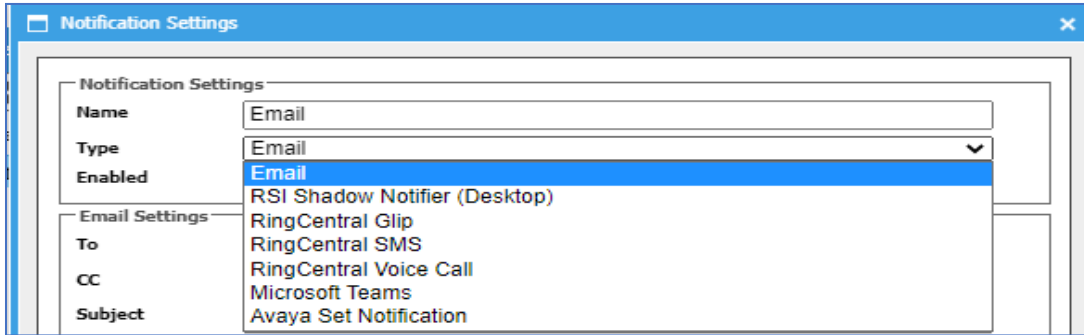 Notification Settings
Notification Settings
Name Email
Type Email
Enabled Email
RSI Shadow Notifier (Desktop)
Email Settings
RingCentral Glip
To RingCentral SMS
RingCentral Voice Call
CC
Microsoft Teams
Subject Avaya Set Notification